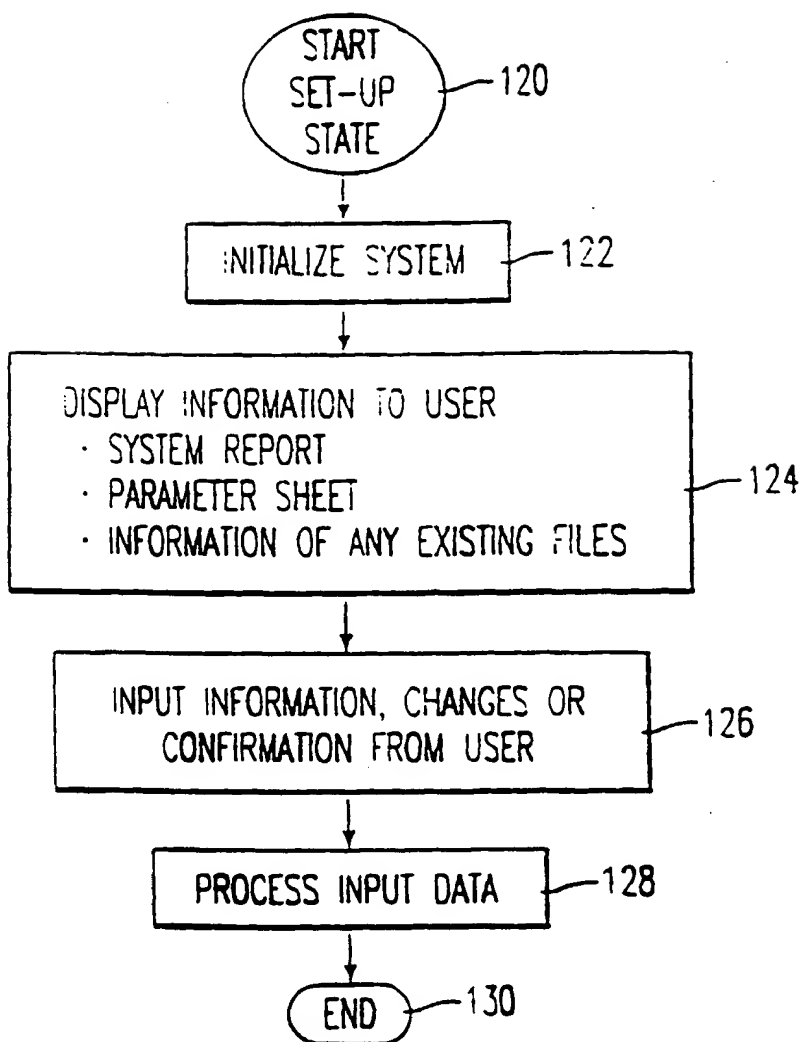 START
SET-UP
STATE
120
INITIALIZE SYSTEM
122
DISPLAY INFORMATION TO USER
· SYSTEM REPORT
· PARAMETER SHEET
· INFORMATION OF ANY EXISTING FILES
124
INPUT INFORMATION, CHANGES OR
CONFIRMATION FROM USER
126
PROCESS INPUT DATA
128
END
130